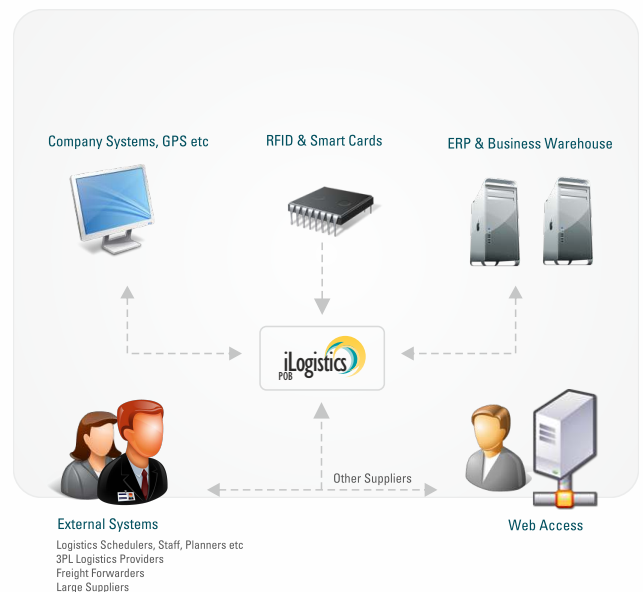 Company Systems, GPS etc
RFID & Smart Cards
ERP & Business Warehouse
iLogistics
POB
Other Suppliers
External Systems
Logistics Schedulers, Staff, Planners etc
3PL Logistics Providers
Freight Forwarders
Large Suppliers
Web Access